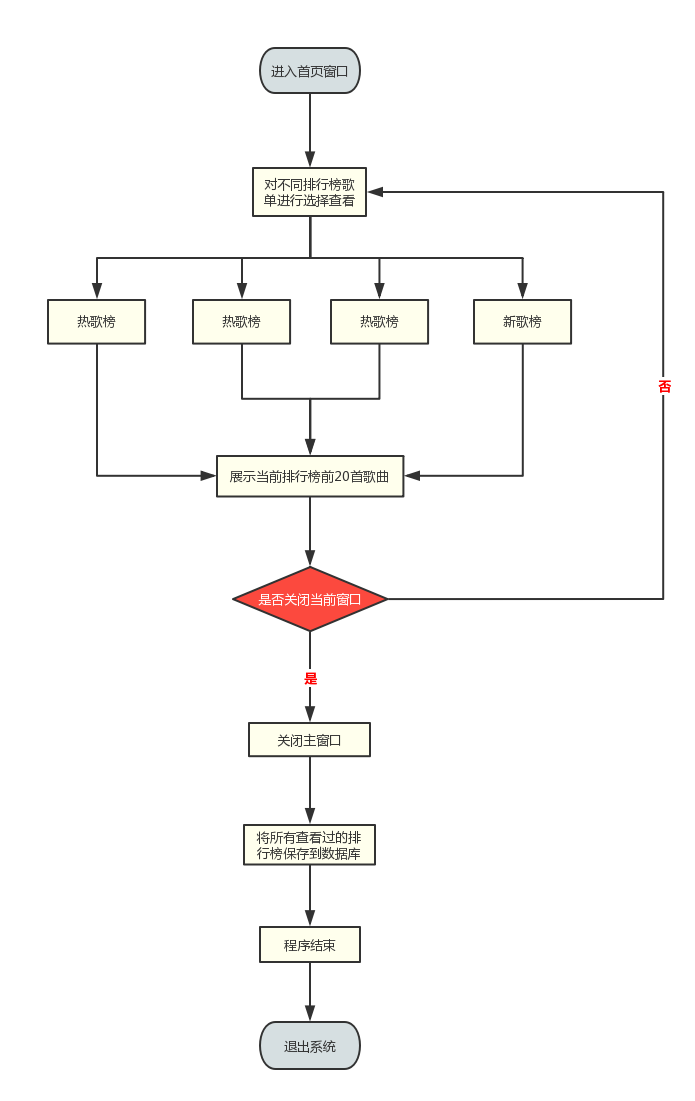 进入首页窗口
对不同排行榜歌
单进行选择查看
热歌榜
热歌榜
热歌榜
新歌榜
否
展示当前排行榜前20首歌曲
是否关闭当前窗口
是
关闭主窗口
将所有查看过的排
行榜保存到数据库
程序结束
退出系统